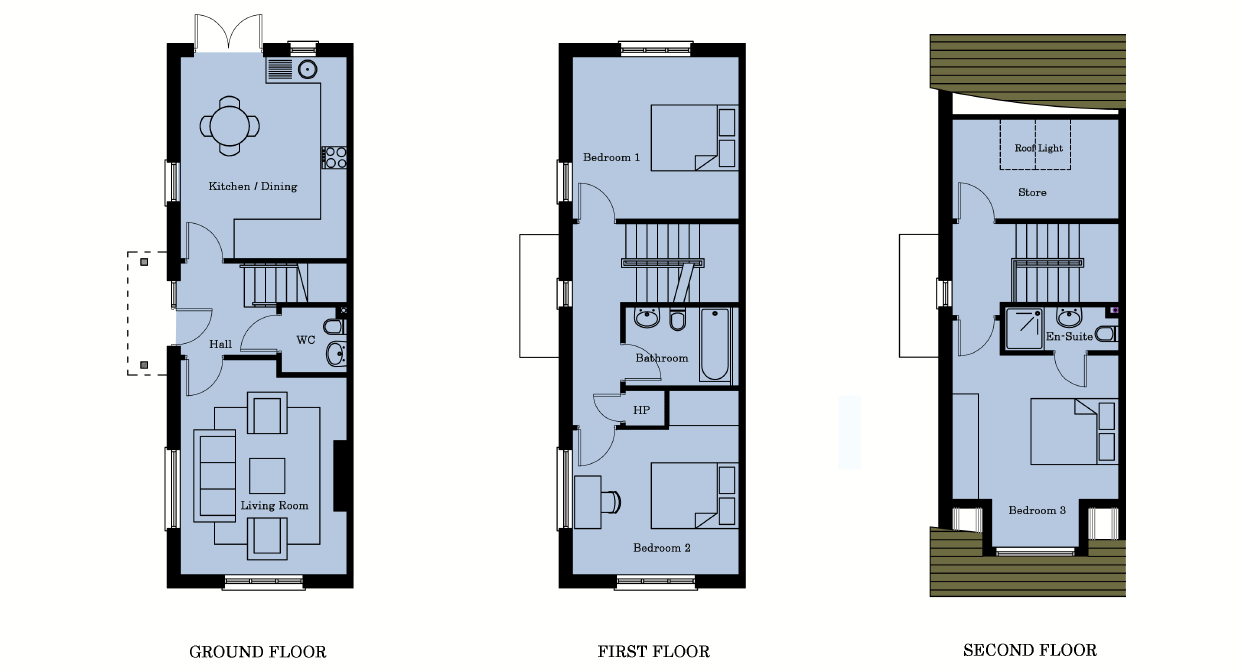 Kitchen / Dining
Hall
WC
Living Room
GROUND FLOOR
Bedroom 1
Bathroom
HP
Bedroom 2
FIRST FLOOR
Roof Light
Store
En-Suite
Bedroom 3
SECOND FLOOR